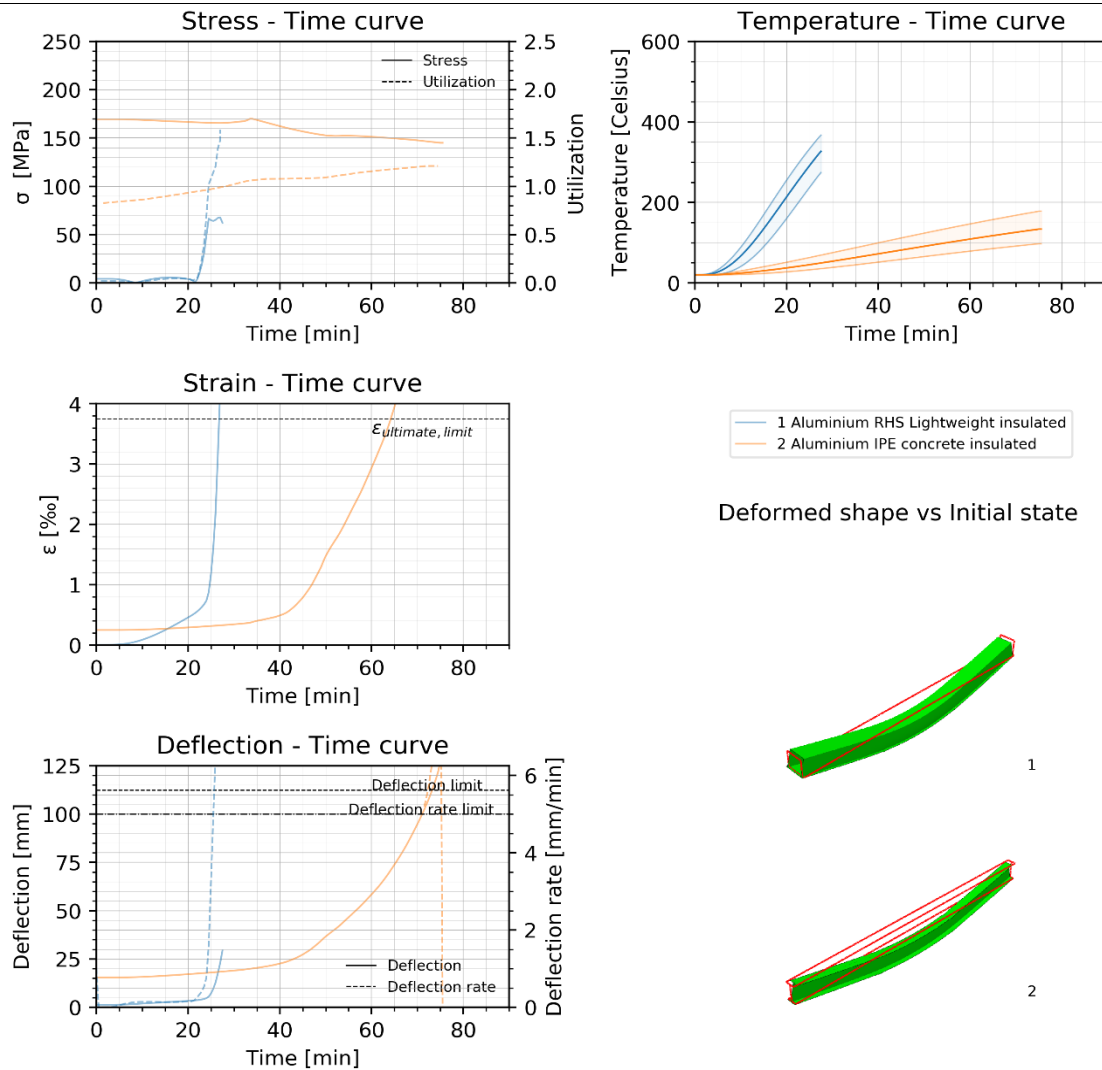 Stress - Time curve
250
200
150
100
50
0
σ [MPa]
2.5
2.0
1.5
1.0
0.5
0.0
Utilization
Stress
Utilization
0 20 40 60 80
Time [min]
Temperature - Time curve
600
400
200
0
Temperature [Celsius]
0 20 40 60 80
Time [min]
Strain - Time curve
4
3
2
1
0
ε [‰]
ε ultimate, limit
0 20 40 60 80
Time [min]
1 Aluminium RHS Lightweight insulated
2 Aluminium IPE concrete insulated
Deformed shape vs Initial state
1
2
Deflection - Time curve
125
100
75
50
25
0
Deflection [mm]
6
4
2
0
Deflection rate [mm/min]
Deflection limit
Deflection rate limit
Deflection
Deflection rate
0 20 40 60 80
Time [min]